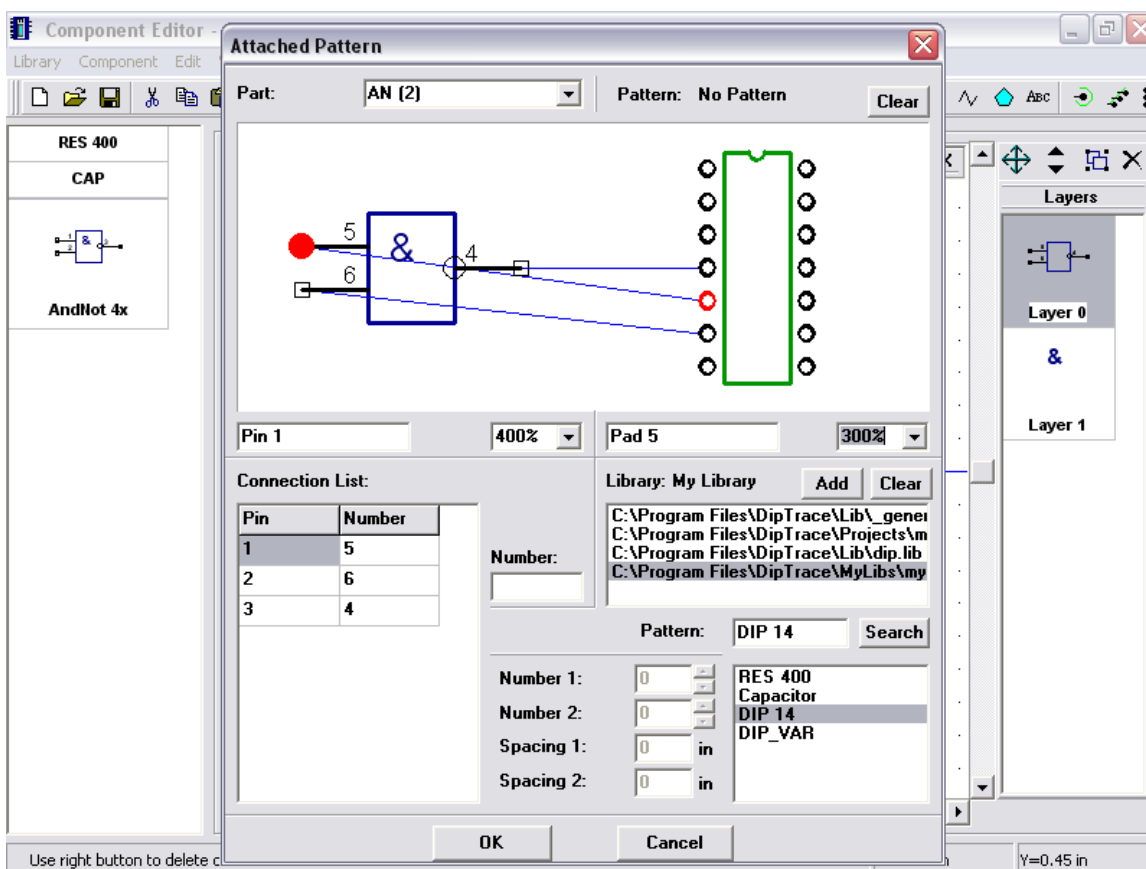 Component Editor -
Attached Pattern
Library Component Edit
Part: AN (2) Pattern: No Pattern Clear
ABC
RES 400
CAP
1 2 & 3
AndNot 4x
5 & 4
6
Layers
Layer 0
&
Layer 1
Pin 1 400% Pad 5 300%
Connection List: Library: My Library Add Clear
Pin Number
1 5
2 6
3 4
Number:
C:\Program Files\DipTrace\Lib\_gener
C:\Program Files\DipTrace\Projects\m
C:\Program Files\DipTrace\Lib\dip.lib
C:\Program Files\DipTrace\MyLibs\my
Pattern: DIP 14 Search
Number 1: 0
Number 2: 0
Spacing 1: 0 in
Spacing 2: 0 in
RES 400
Capacitor
DIP 14
DIP_VAR
OK Cancel
Use right button to delete c Y=0.45 in